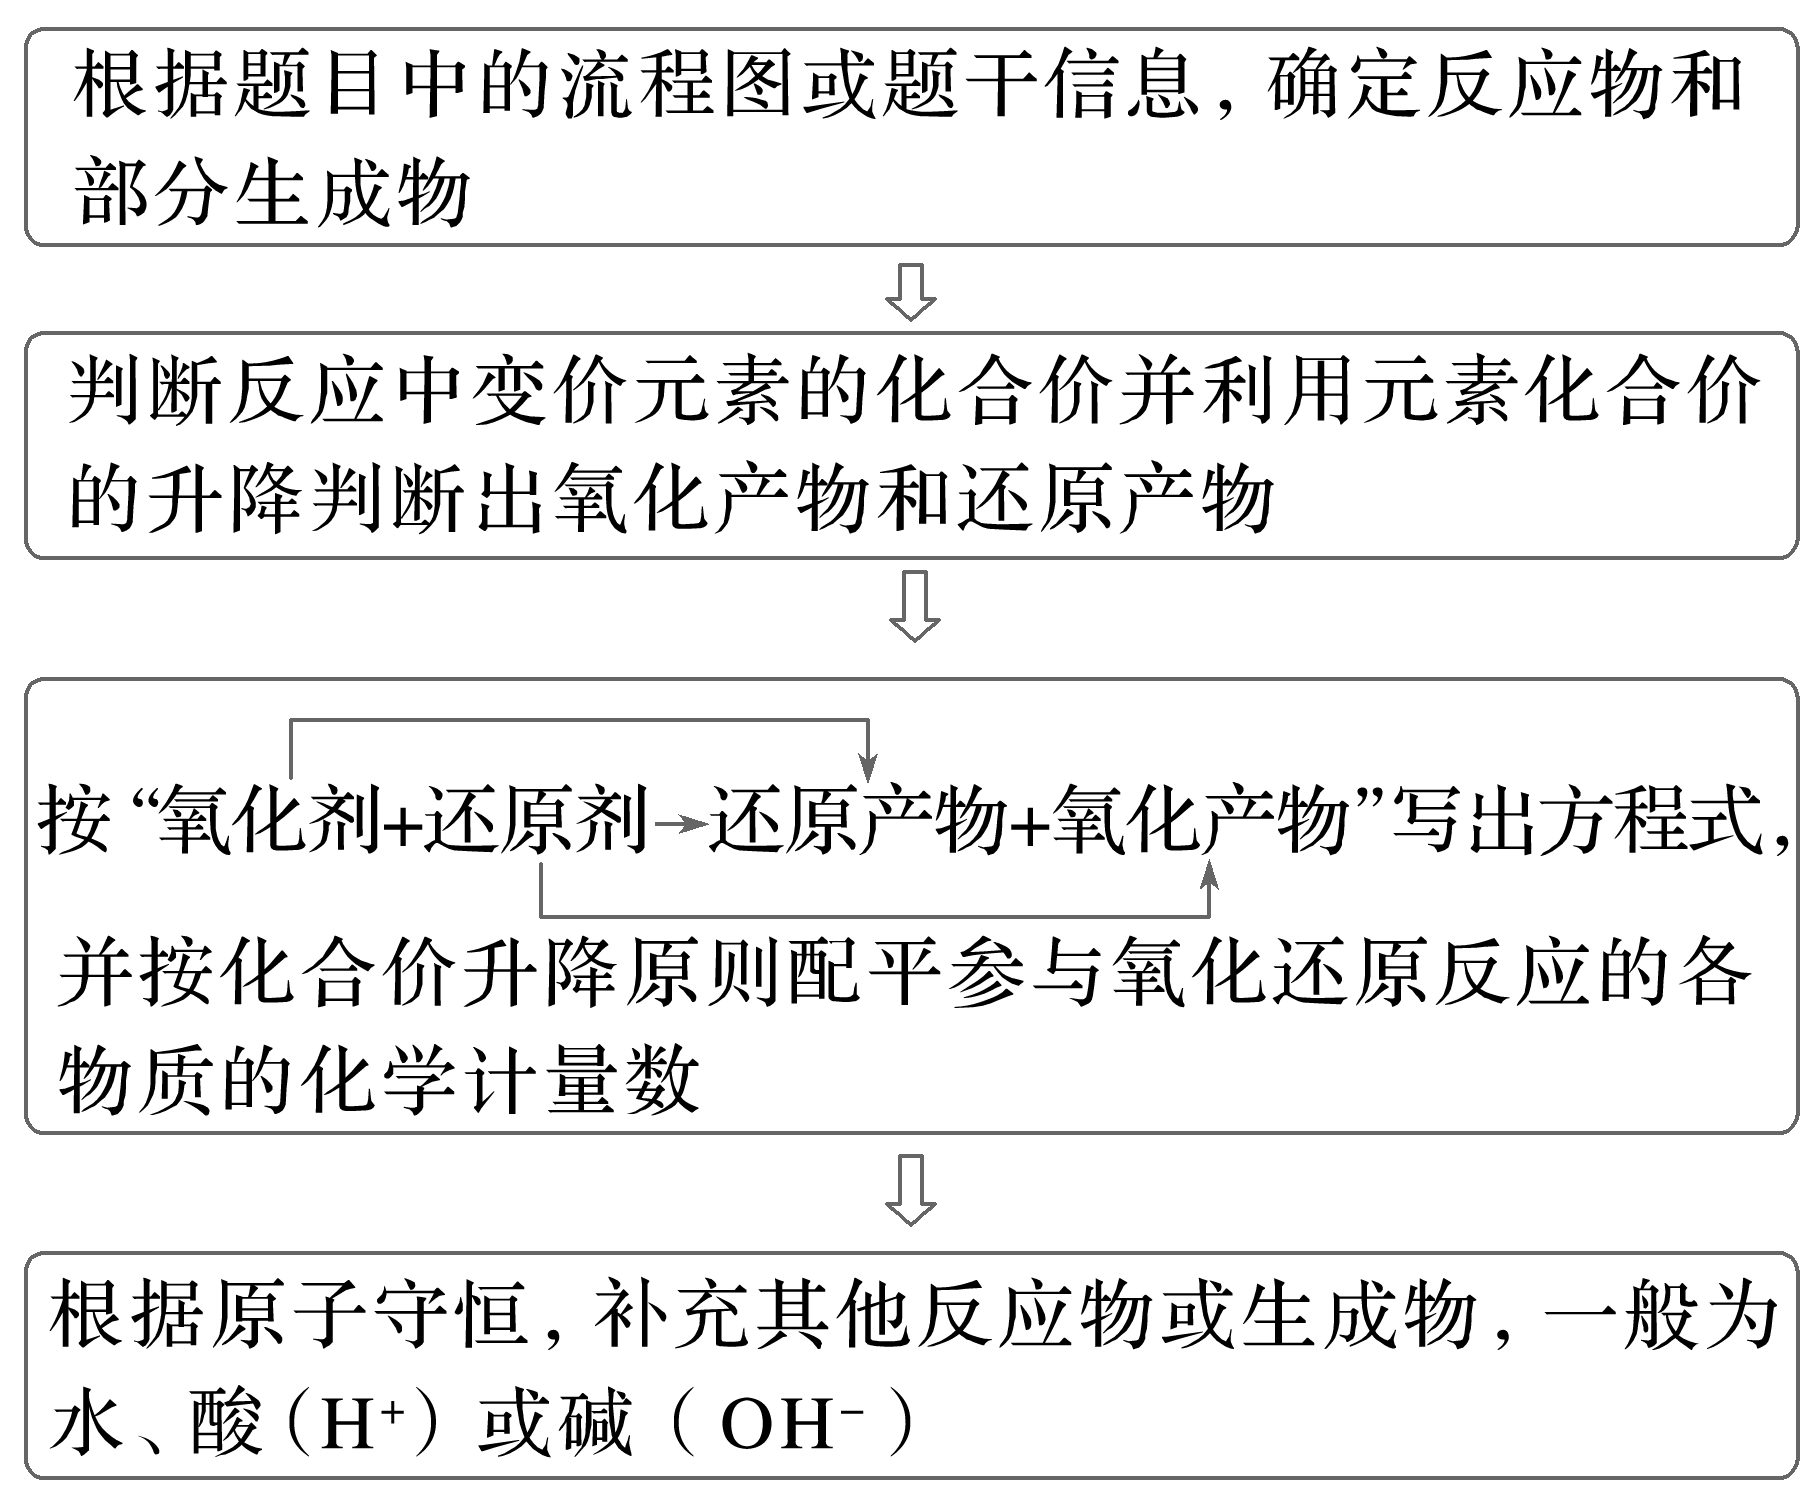 根据题目中的流程图或题干信息，确定反应物和
部分生成物
判断反应中变价元素的化合价并利用元素化合价
的升降判断出氧化产物和还原产物
按“氧化剂+还原剂→还原产物+氧化产物”写出方程式，
并按化合价升降原则配平参与氧化还原反应的各
物质的化学计量数
根据原子守恒，补充其他反应物或生成物，一般为
水、酸（H⁺）或碱（OH⁻）